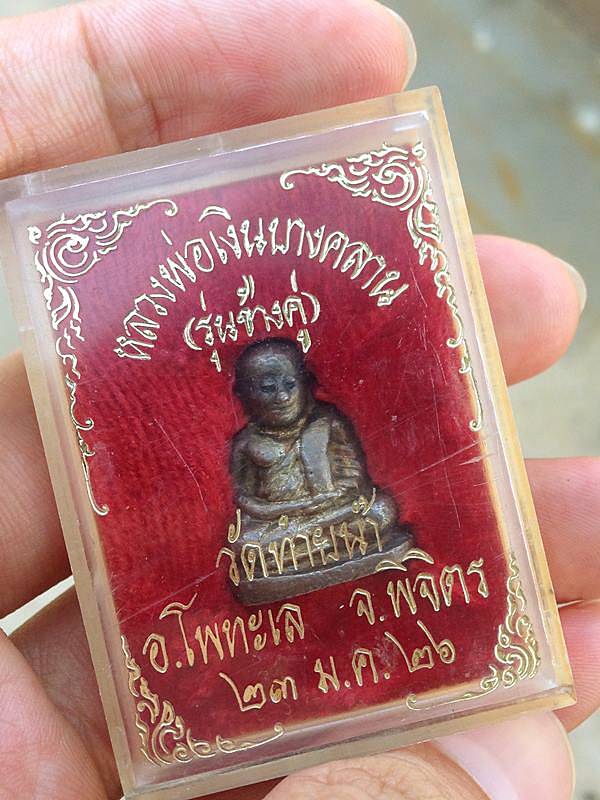 หลวงพ่อเงินบางคลาน
(รุ่นช้างคู่)
วัดท้ายน้ำ
อ.โพทะเล จ.พิจิตร
๒๓ ม.ค. ๒๖